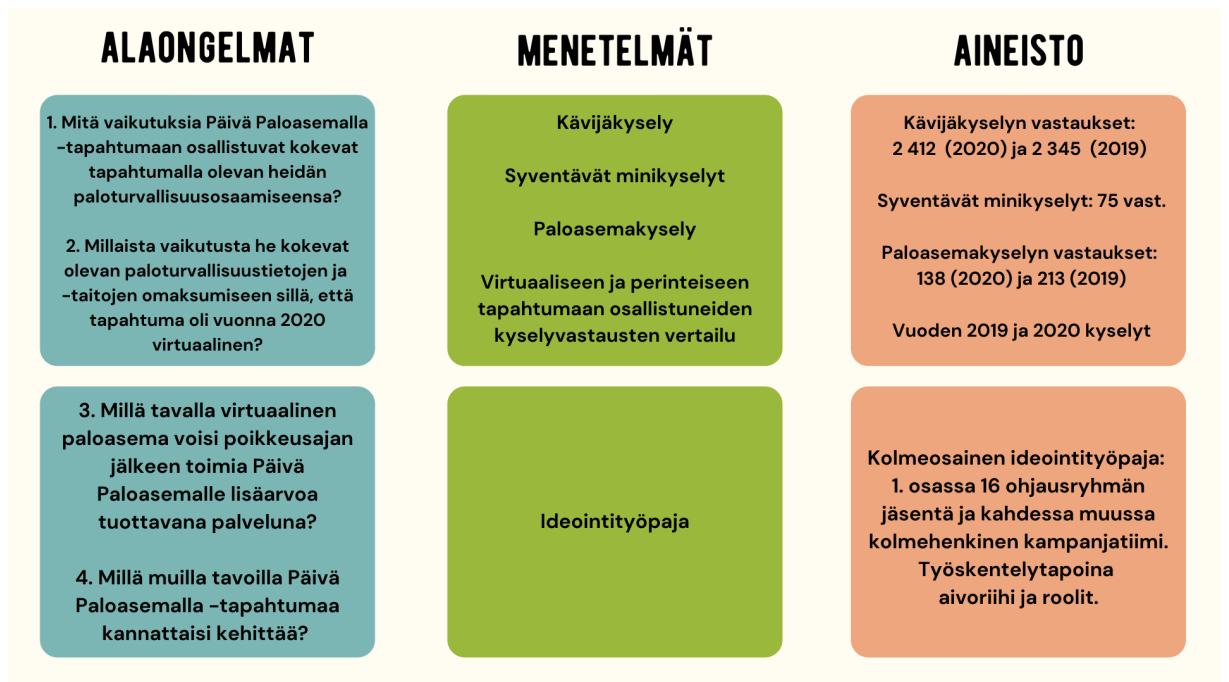 ALAONGELMAT
1. Mitä vaikutuksia Päivä Paloasemalla
-tapahtumaan osallistuvat kokevat
tapahtumalla olevan heidän
paloturvallisuusosaamiseensa?
2. Millaista vaikutusta he kokevat
olevan paloturvallisuustietojen ja
-taitojen omaksumiseen sillä, että
tapahtuma oli vuonna 2020
virtuaalinen?
3. Millä tavalla virtuaalinen
paloasema voisi poikkeusajan
jälkeen toimia Päivä
Paloasemalle lisäarvoa
tuottavana palveluna?
4. Millä muilla tavoilla Päivä
Paloasemalla -tapahtumaa
kannattaisi kehittää?
MENETELMÄT
Kävijäkysely
Syventävät minikyselyt
Paloasemakysely
Virtuaaliseen ja perinteiseen
tapahtumaan osallistuneiden
kyselyvastausten vertailu
Ideointityöpaja
AINEISTO
Kävijäkyselyn vastaukset:
2 412 (2020) ja 2 345 (2019)
Syventävät minikyselyt: 75 vast.
Paloasemakyselyn vastaukset:
138 (2020) ja 213 (2019)
Vuoden 2019 ja 2020 kyselyt
Kolmeosainen ideointityöpaja:
1. osassa 16 ohjausryhmän
jäsentä ja kahdessa muussa
kolmehenkinen kampanjatiimi.
Työskentelytapoina
aivoriihi ja roolit.